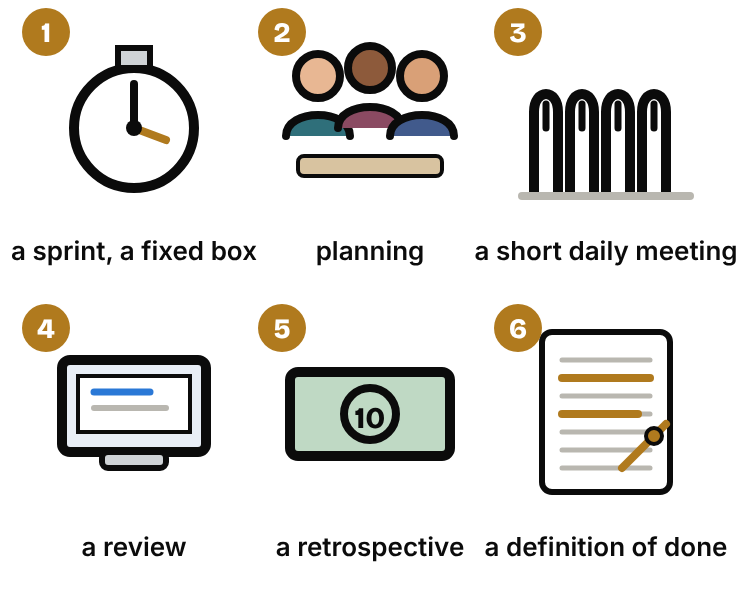 1
2
3
a sprint, a fixed box
planning
a short daily meeting
4
5
6
10
a review
a retrospective
a definition of done